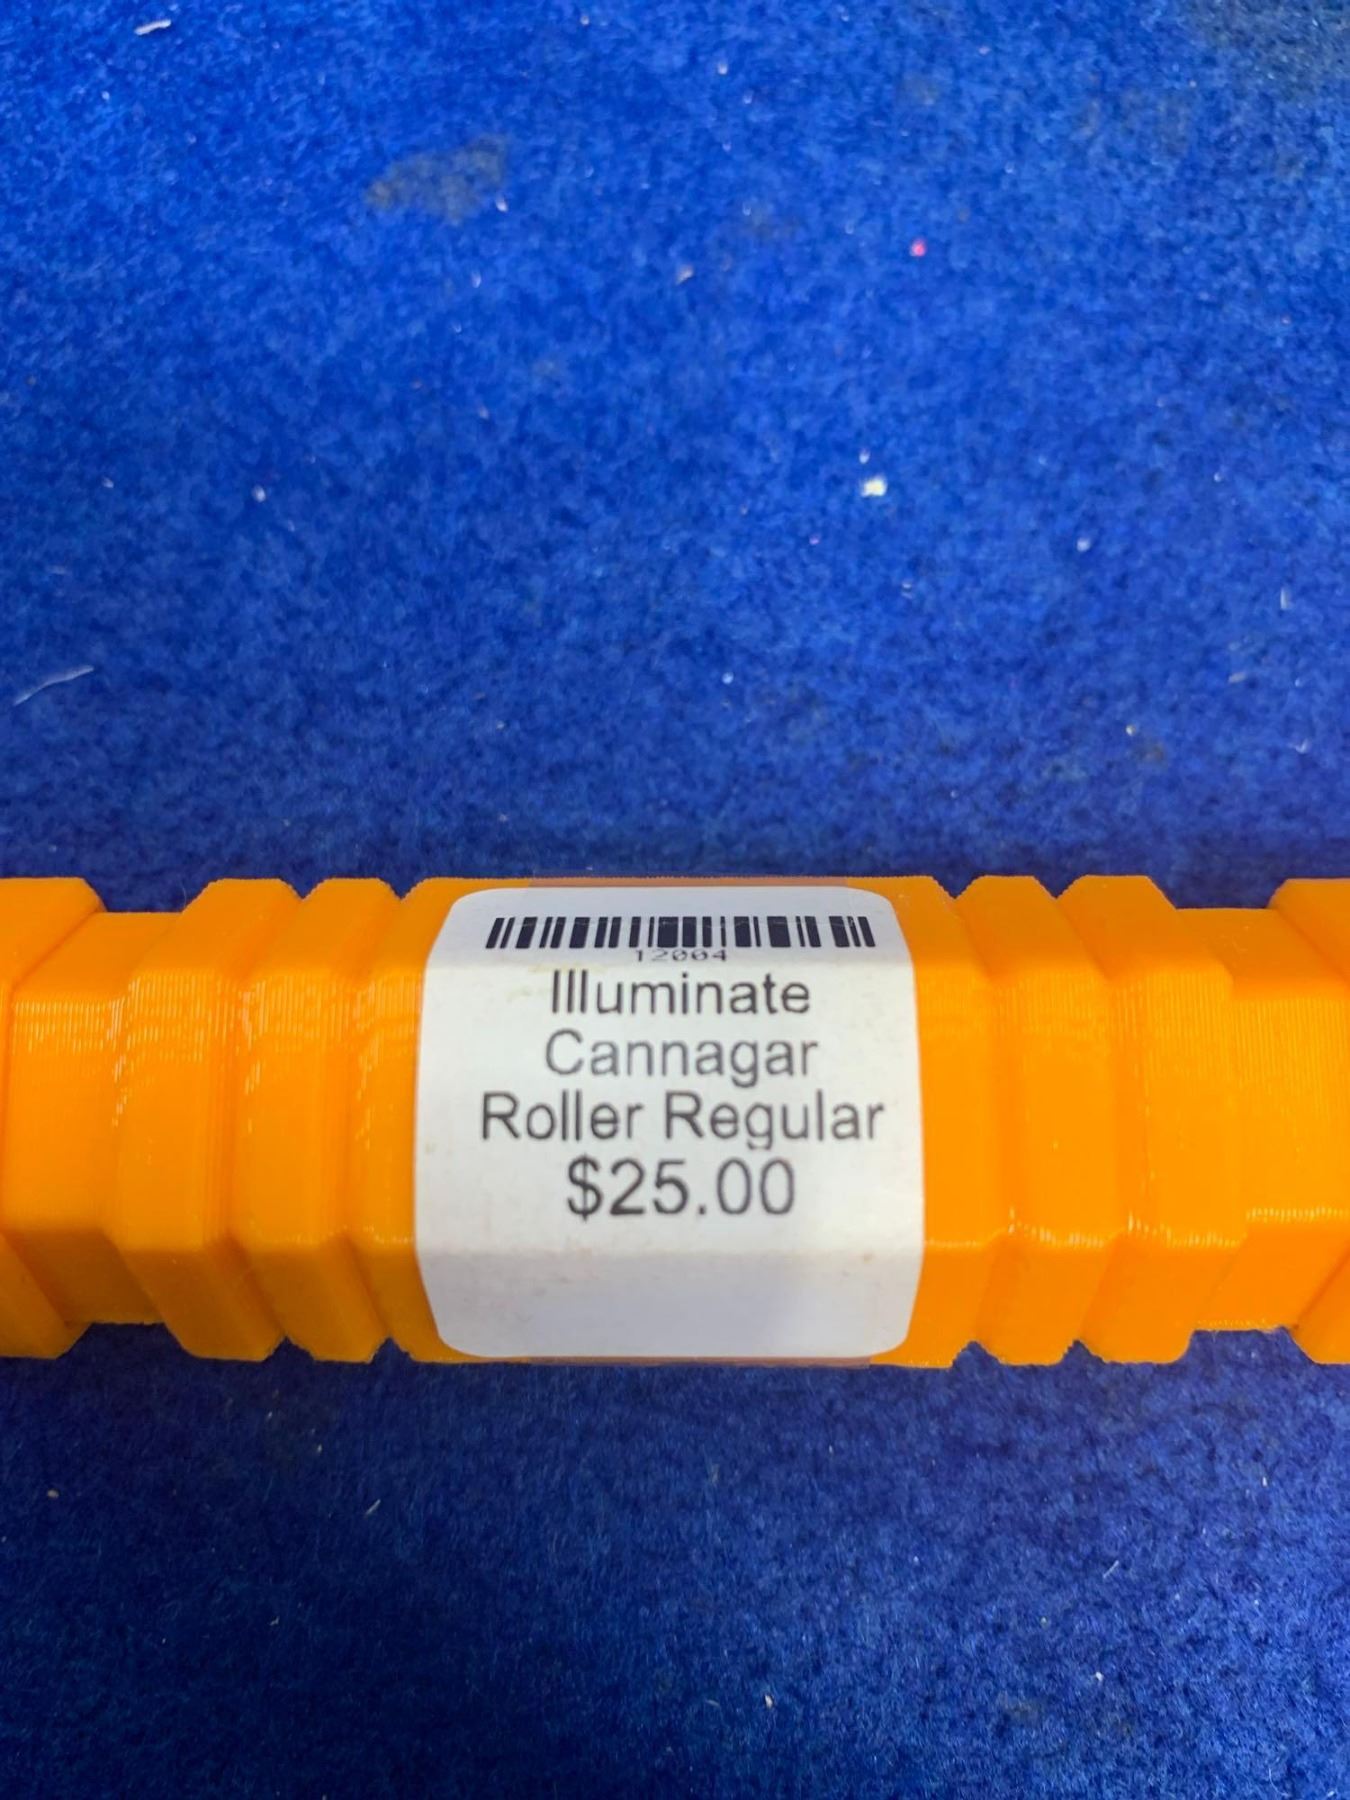 12004
Illuminate
Cannagar
Roller Regular
$25.00